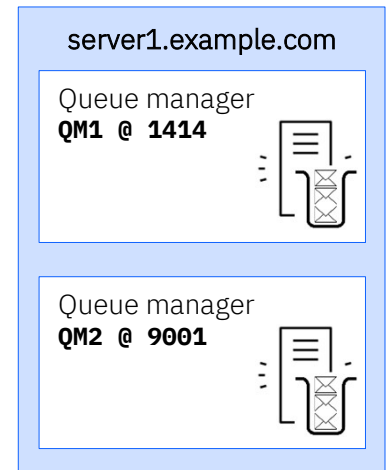 server1.example.com
Queue manager
QM1 @ 1414
Queue manager
QM2 @ 9001